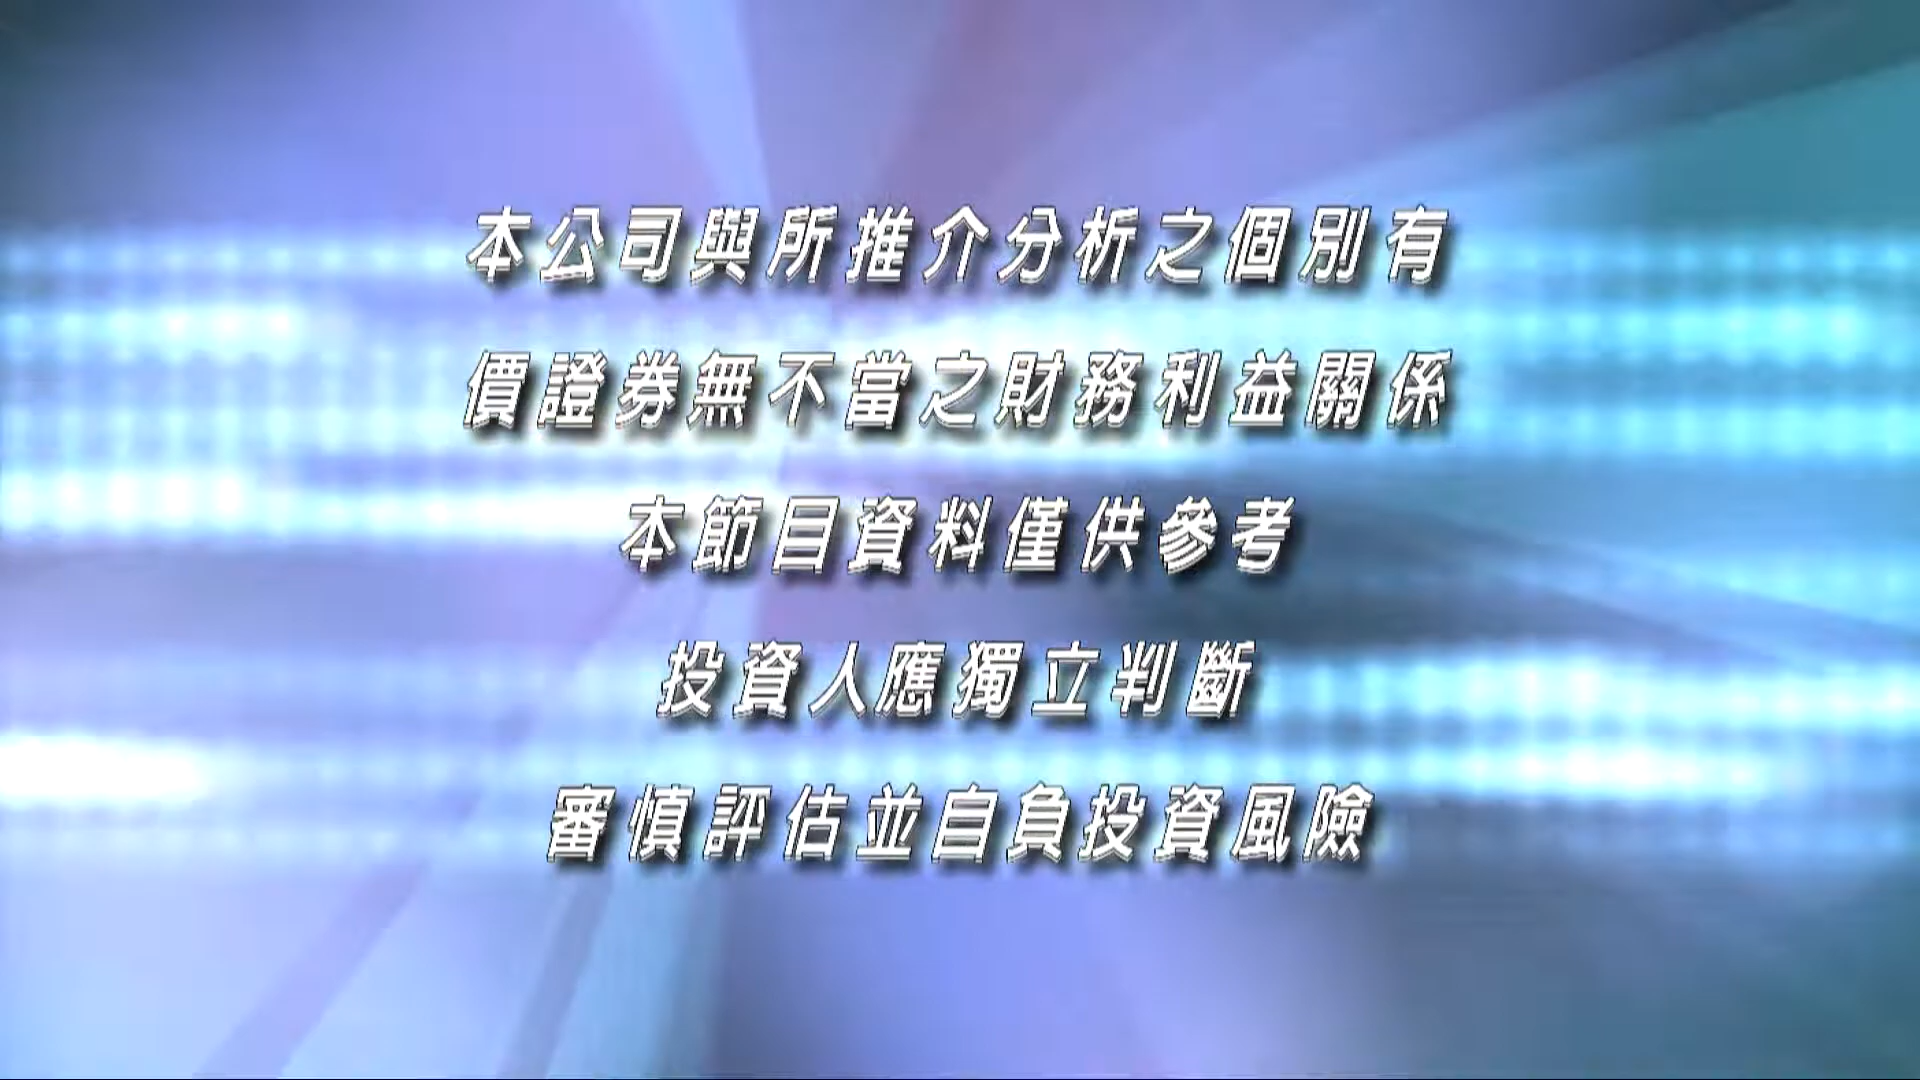 本公司與所推介分析之個別有
價證券無不當之財務利益關係
本節目資料僅供參考
投資人應獨立判斷
審慎評估並自負投資風險